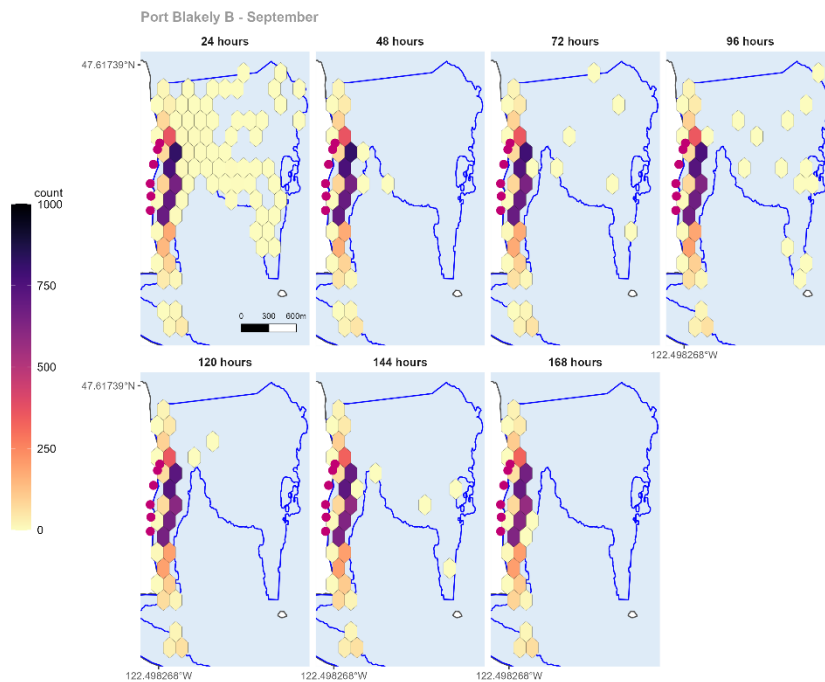 Port Blakely B - September
24 hours
48 hours
72 hours
96 hours
47.61739°N
count
1000
750
500
250
0
0 300 600m
122.498268°W
120 hours
144 hours
168 hours
47.61739°N
122.498268°W
122.498268°W
122.498268°W